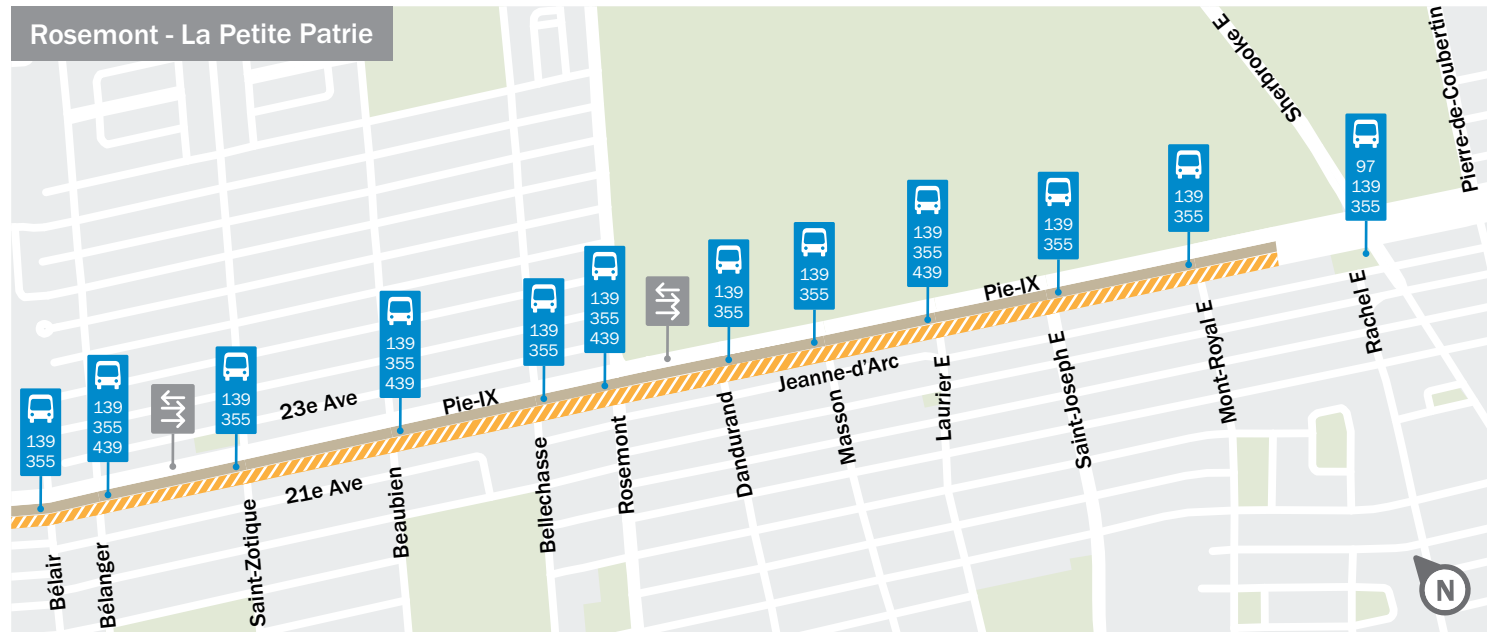 Rosemont - La Petite Patrie
Sherbrooke E
Pierre-de-Coubertin
97
139
355
139
355
139
355
139
355
439
139
355
139
355
139
355
439
139
355
139
355
439
139
355
139
355
439
139
355
Pie-IX
Pie-IX
23e Ave
21e Ave
Jeanne-d’Arc
Bélair
Bélanger
Saint-Zotique
Beaubien
Bellechasse
Rosemont
Dandurand
Masson
Laurier E
Saint-Joseph E
Mont-Royal E
Rachel E
N